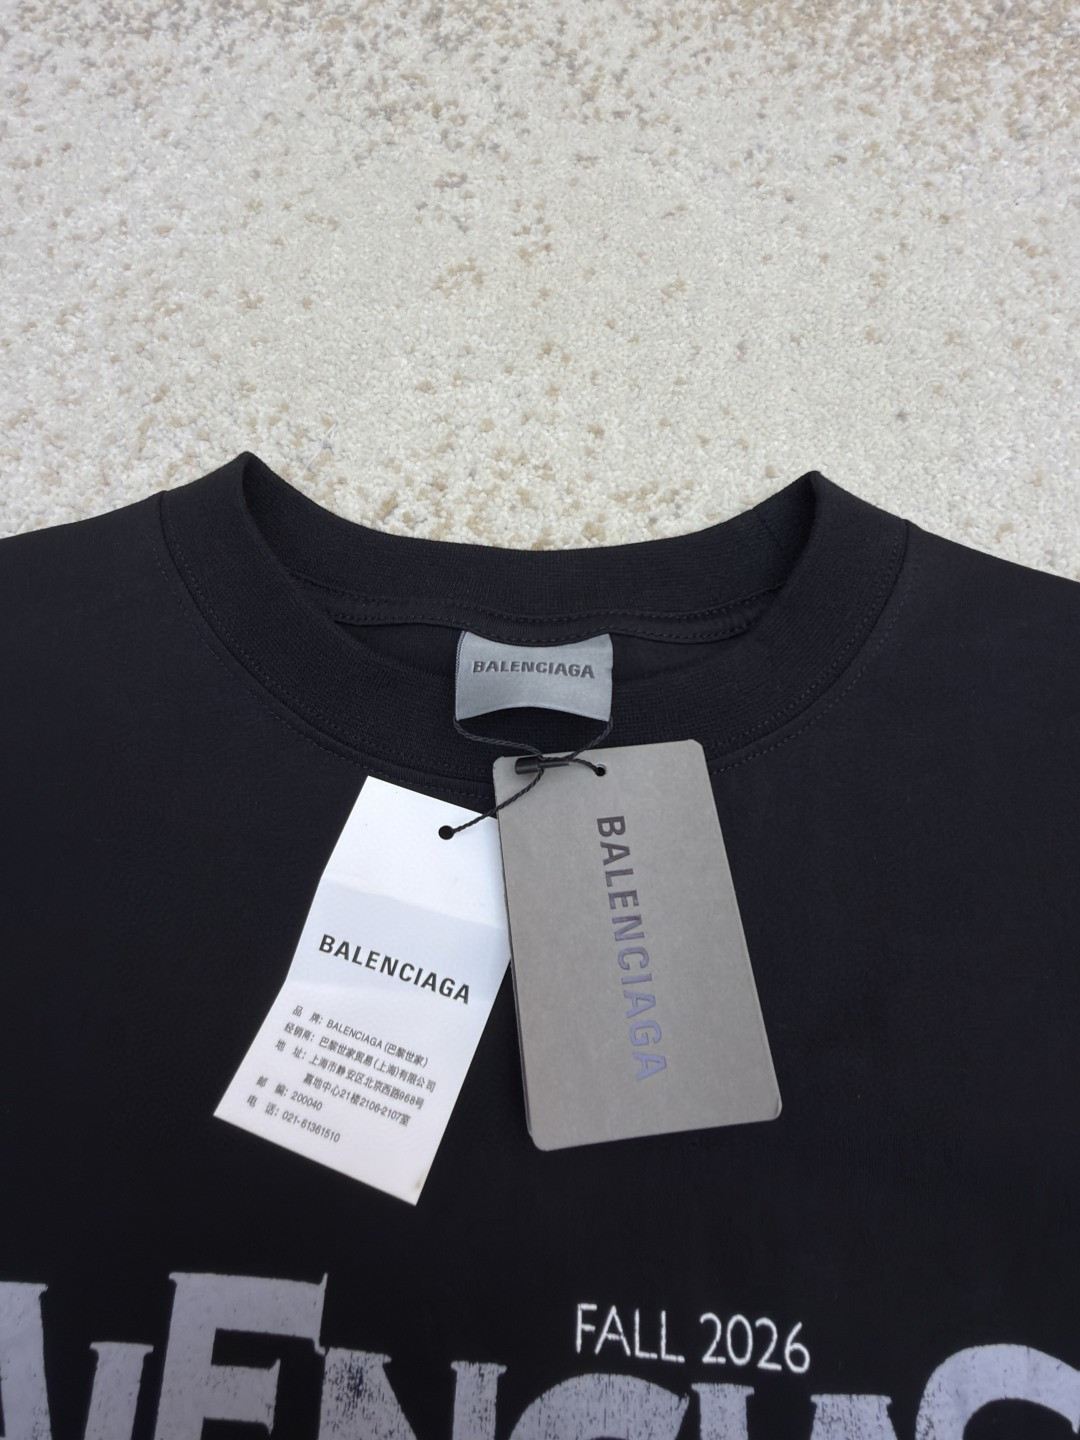 BALENCIAGA
BALENCIAGA
BALENCIAGA
品 牌: BALENCIAGA (巴黎世家)
经销商: 巴黎世家贸易(上海)有限公司
地 址: 上海市静安区北京西路968号
嘉地中心21楼2106-2107室
邮 编: 200040
电 话: 021-61361510
FALL 2026